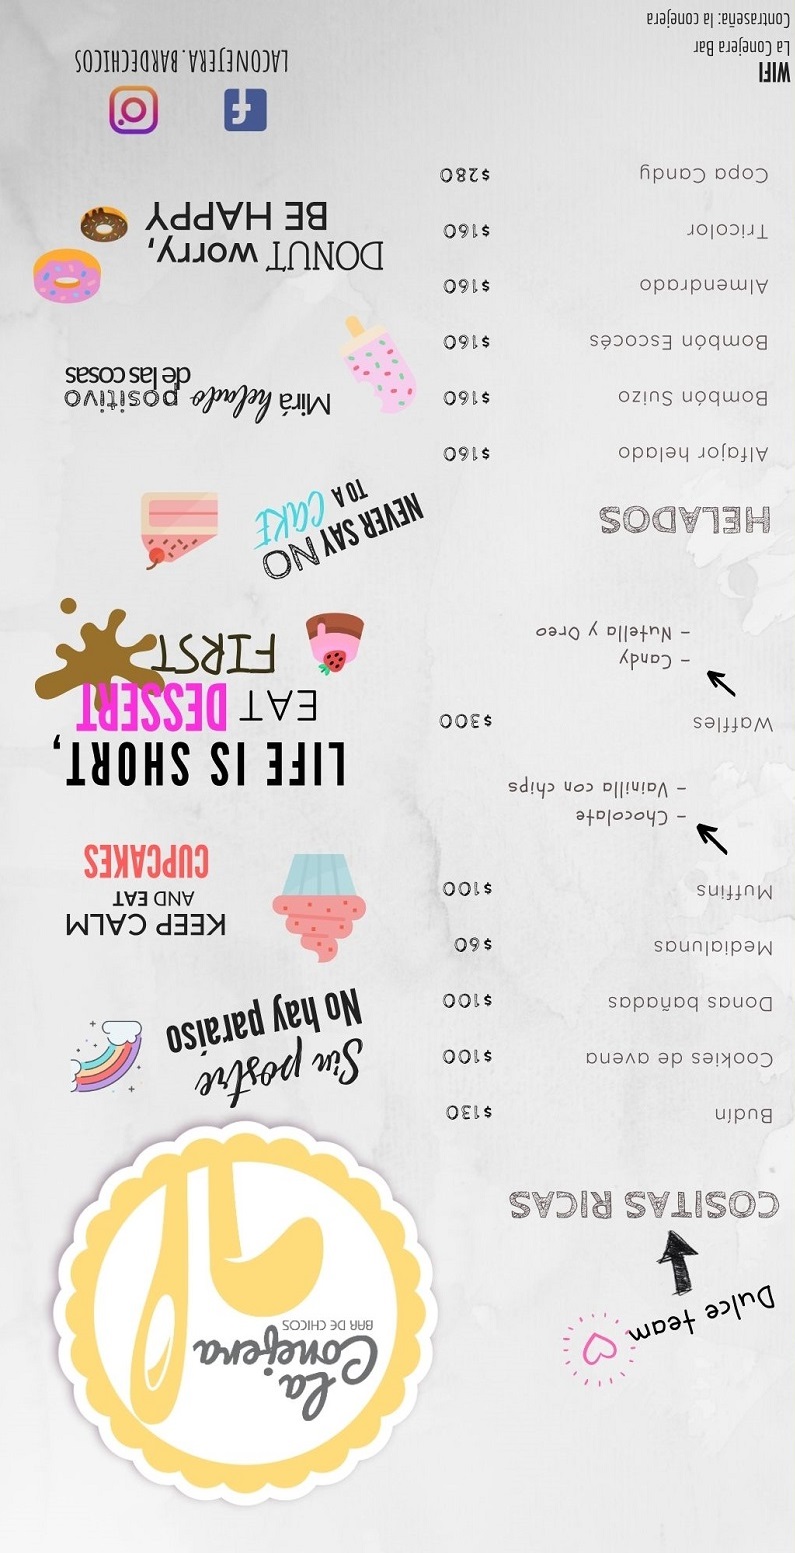 La
Conejera
BAR DE CHICOS
Dulce team
COSITAS RICAS
Budín $130
Cookies de avena $100
Donas bañadas $100
Medialunas $60
Muffins $100
- Chocolate
- Vainilla con chips
Waffles $300
- Candy
- Nutella y Oreo
HELADOS
Alfajor helado $160
Bombón Suizo $160
Bombón Escocés $160
Almendrado $160
Tricolor $160
Copa Candy $280
WIFI
La Conejera Bar
Contraseña: la conejera
Sin postre
No hay paraíso
KEEP CALM
AND EAT
CUPCAKES
LIFE IS SHORT,
EAT DESSERT
FIRST
NEVER SAY NO
TO A CAKE
Mirá helado positivo
de las cosas
DONUT worry,
BE HAPPY
LACONEJERA.BARDECHICOS